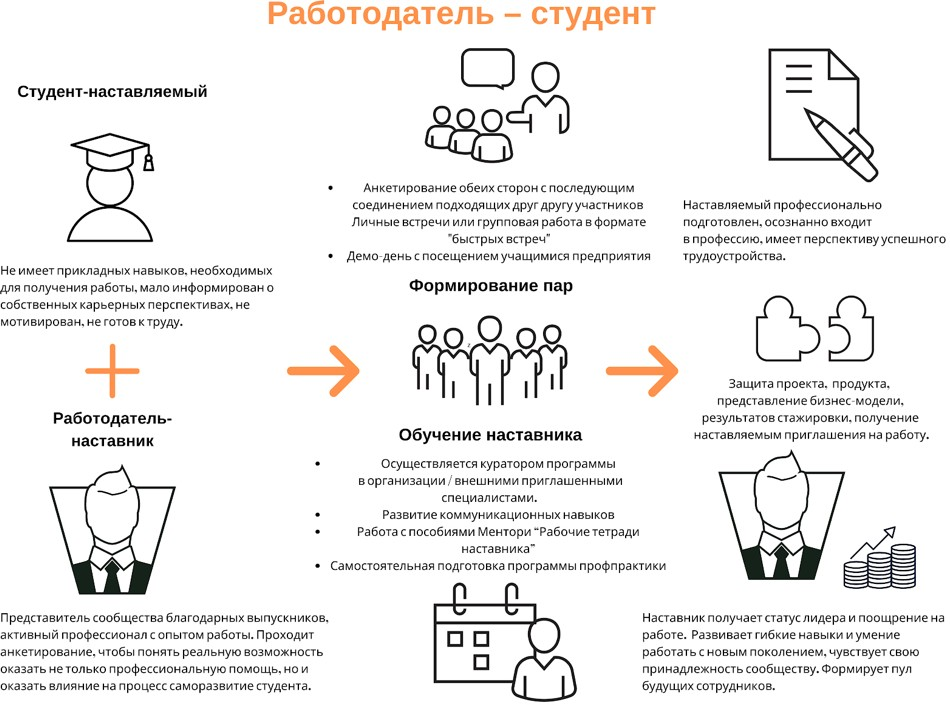 Работодатель – студент
Студент-наставляемый
Не имеет прикладных навыков, необходимых
для получения работы, мало информирован о
собственных карьерных перспективах, не
мотивирован, не готов к труду.
Работодатель-
наставник
Представитель сообщества благодарных выпускников,
активный профессионал с опытом работы. Проходит
анкетирование, чтобы понять реальную возможность
оказать не только профессиональную помощь, но и
оказать влияние на процесс саморазвитие студента.
• Анкетирование обеих сторон с последующим
соединением подходящих друг другу участников
Личные встречи или групповая работа в формате
"быстрых встреч"
• Демо-день с посещением учащимися предприятия
Формирование пар
Обучение наставника
• Осуществляется куратором программы
в организации / внешними приглашенными
специалистами.
• Развитие коммуникационных навыков
• Работа с пособиями Ментори “Рабочие тетради
наставника”
• Самостоятельная подготовка программы профпрактики
Наставляемый профессионально
подготовлен, осознанно входит
в профессию, имеет перспективу успешного
трудоустройства.
Защита проекта, продукта,
представление бизнес-модели,
результатов стажировки, получение
наставляемым приглашения на работу.
Наставник получает статус лидера и поощрение на
работе. Развивает гибкие навыки и умение
работать с новым поколением, чувствует свою
принадлежность сообществу. Формирует пул
будущих сотрудников.